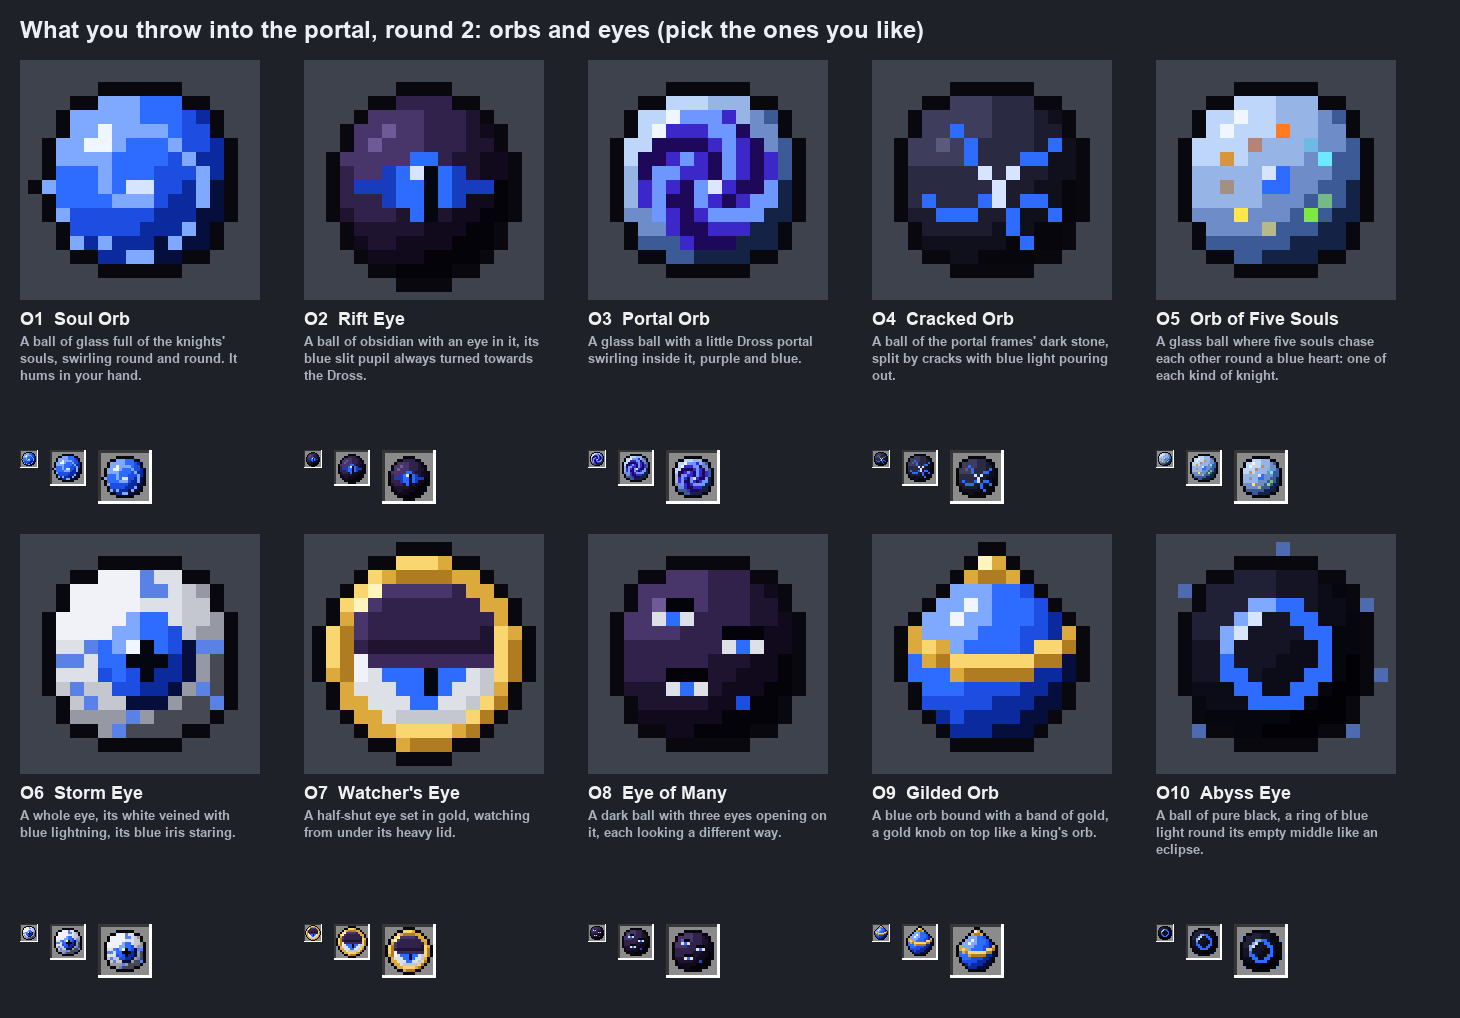 What you throw into the portal, round 2: orbs and eyes (pick the ones you like)
O1 Soul Orb
A ball of glass full of the knights'
souls, swirling round and round. It
hums in your hand.
O2 Rift Eye
A ball of obsidian with an eye in it, its
blue slit pupil always turned towards
the Dross.
O3 Portal Orb
A glass ball with a little Dross portal
swirling inside it, purple and blue.
O4 Cracked Orb
A ball of the portal frames' dark stone,
split by cracks with blue light pouring
out.
O5 Orb of Five Souls
A glass ball where five souls chase
each other round a blue heart: one of
each kind of knight.
O6 Storm Eye
A whole eye, its white veined with
blue lightning, its blue iris staring.
O7 Watcher's Eye
A half-shut eye set in gold, watching
from under its heavy lid.
O8 Eye of Many
A dark ball with three eyes opening on
it, each looking a different way.
O9 Gilded Orb
A blue orb bound with a band of gold,
a gold knob on top like a king's orb.
O10 Abyss Eye
A ball of pure black, a ring of blue
light round its empty middle like an
eclipse.